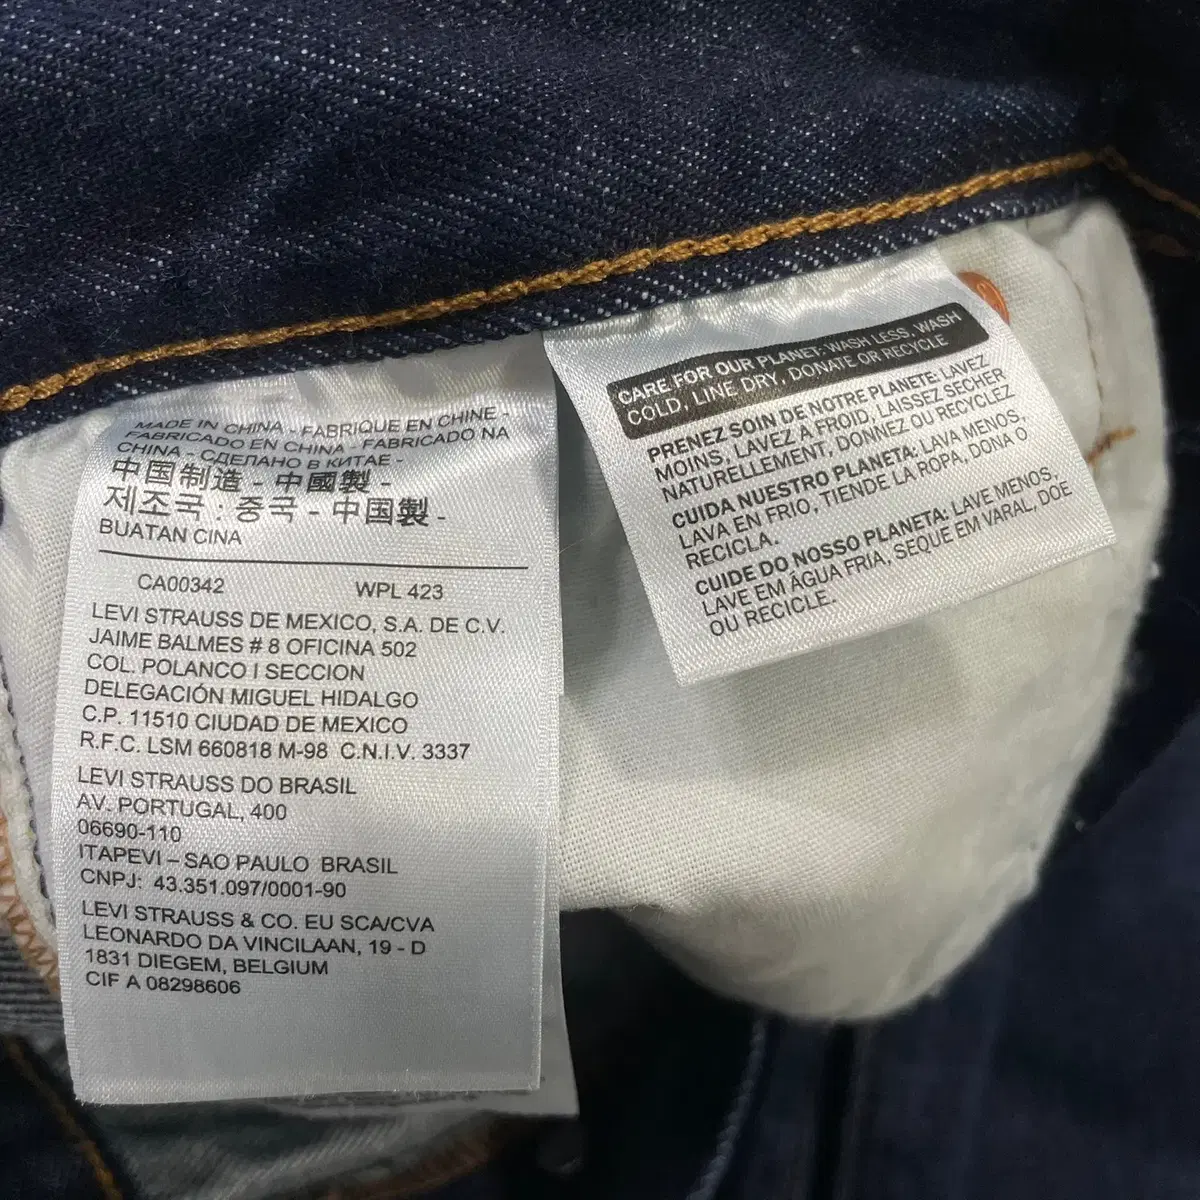 MADE IN CHINA - FABRIQUE EN CHINE -
FABRICADO EN CHINA - FABRICADO NA
CHINA - СДЕЛАНО В КИТАЕ -
中国制造 - 中國製 -
제조국 : 중국 - 中国製 -
BUATAN CINA
CA00342 WPL 423
LEVI STRAUSS DE MEXICO, S.A. DE C.V.
JAIME BALMES # 8 OFICINA 502
COL. POLANCO I SECCION
DELEGACIÓN MIGUEL HIDALGO
C.P. 11510 CIUDAD DE MEXICO
R.F.C. LSM 660818 M-98 C.N.I.V. 3337
LEVI STRAUSS DO BRASIL
AV. PORTUGAL, 400
06690-110
ITAPEVI – SAO PAULO BRASIL
CNPJ: 43.351.097/0001-90
LEVI STRAUSS & CO. EU SCA/CVA
LEONARDO DA VINCILAAN, 19 - D
1831 DIEGEM, BELGIUM
CIF A 08298606
CARE FOR OUR PLANET: WASH LESS, WASH
COLD, LINE DRY, DONATE OR RECYCLE
PRENEZ SOIN DE NOTRE PLANETE: LAVEZ
MOINS, LAVEZ A FROID, LAISSEZ SECHER
NATURELLEMENT, DONNEZ OU RECYCLEZ
CUIDA NUESTRO PLANETA: LAVA MENOS,
LAVA EN FRIO, TIENDE LA ROPA, DONA O
RECICLA.
CUIDE DO NOSSO PLANETA: LAVE MENOS,
LAVE EM ÁGUA FRIA, SEQUE EM VARAL, DOE
OU RECICLE.